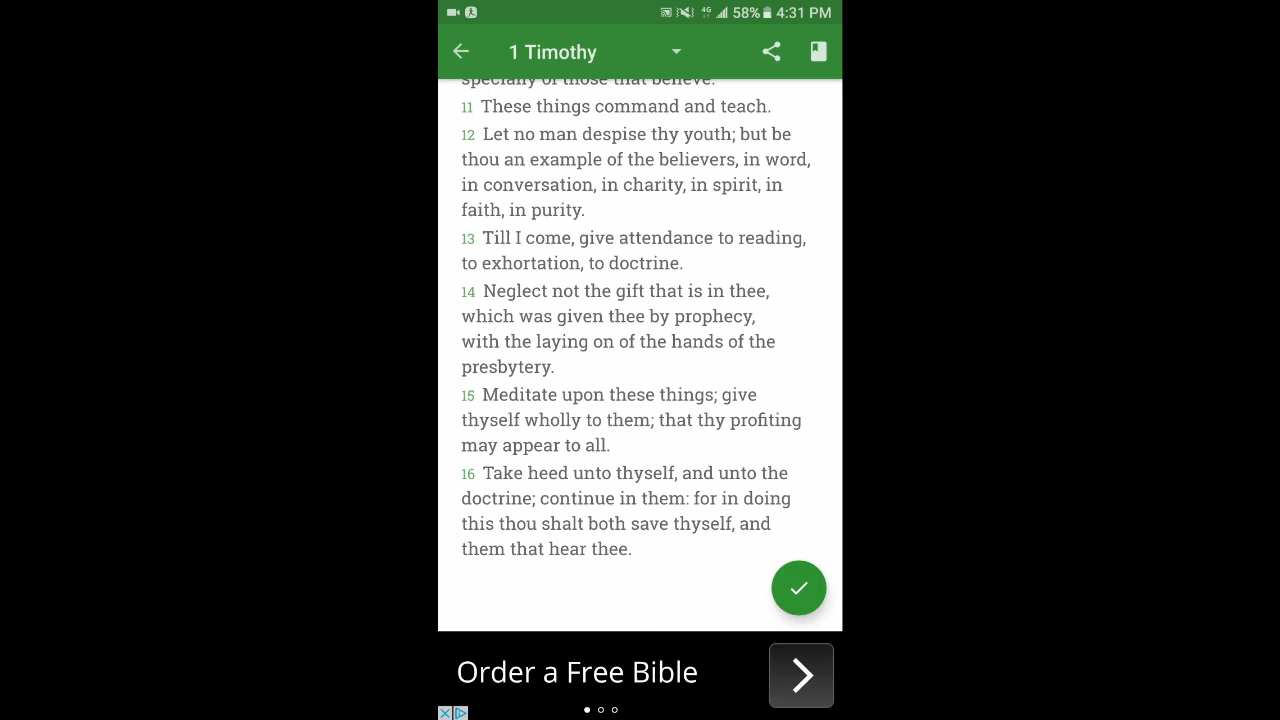 4G 58% 4:31 PM
1 Timothy
specially of those that believe.
11 These things command and teach.
12 Let no man despise thy youth; but be
thou an example of the believers, in word,
in conversation, in charity, in spirit, in
faith, in purity.
13 Till I come, give attendance to reading,
to exhortation, to doctrine.
14 Neglect not the gift that is in thee,
which was given thee by prophecy,
with the laying on of the hands of the
presbytery.
15 Meditate upon these things; give
thyself wholly to them; that thy profiting
may appear to all.
16 Take heed unto thyself, and unto the
doctrine; continue in them: for in doing
this thou shalt both save thyself, and
them that hear thee.
Order a Free Bible